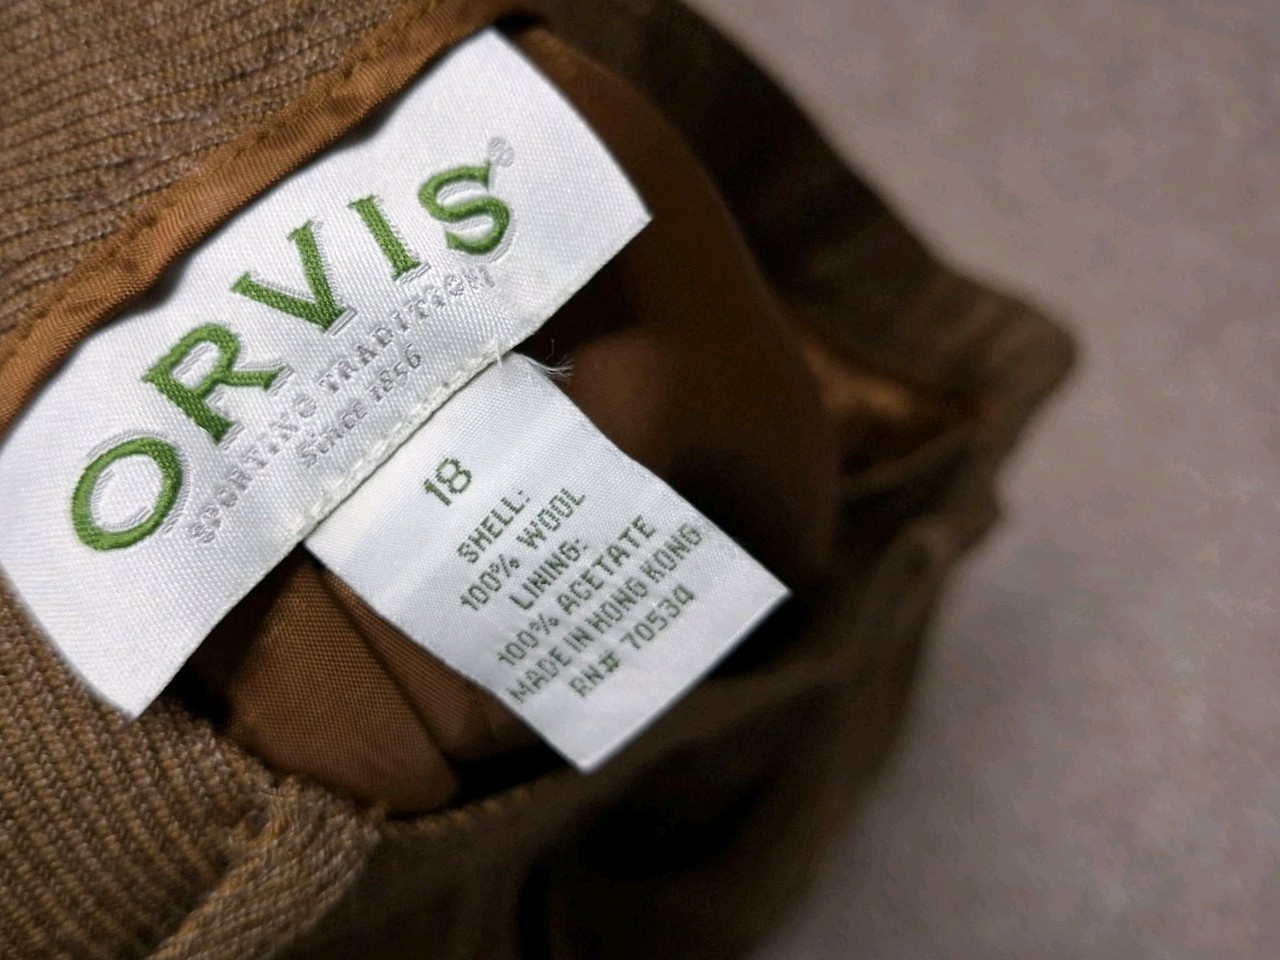 ORVIS®
SPORTING TRADITION
SINCE 1856
18
SHELL:
100% WOOL
LINING:
100% ACETATE
MADE IN HONG KONG
RN# 70534